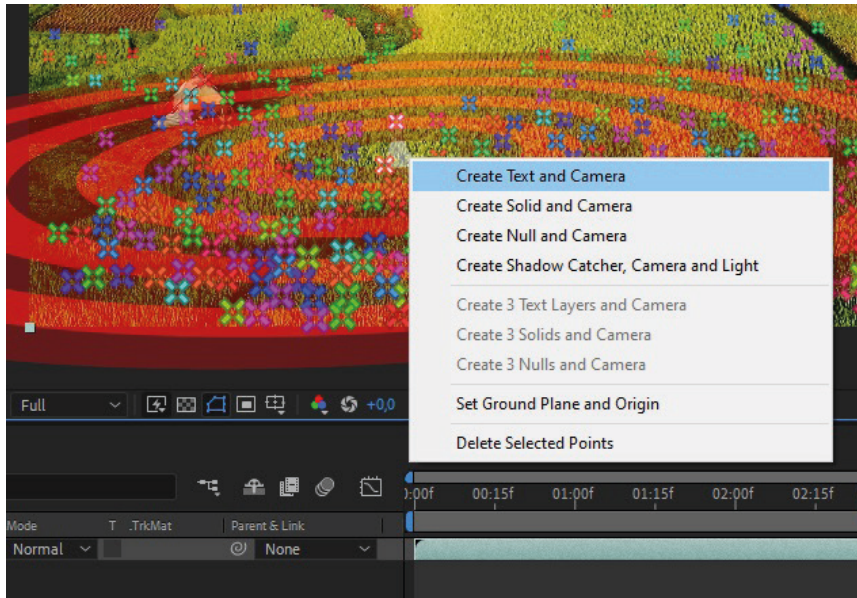 Create Text and Camera
Create Solid and Camera
Create Null and Camera
Create Shadow Catcher, Camera and Light
Create 3 Text Layers and Camera
Create 3 Solids and Camera
Create 3 Nulls and Camera
Set Ground Plane and Origin
Delete Selected Points
Full +0,0
):00f 00:15f 01:00f 01:15f 02:00f 02:15f
Mode T .TrkMat Parent & Link
Normal None